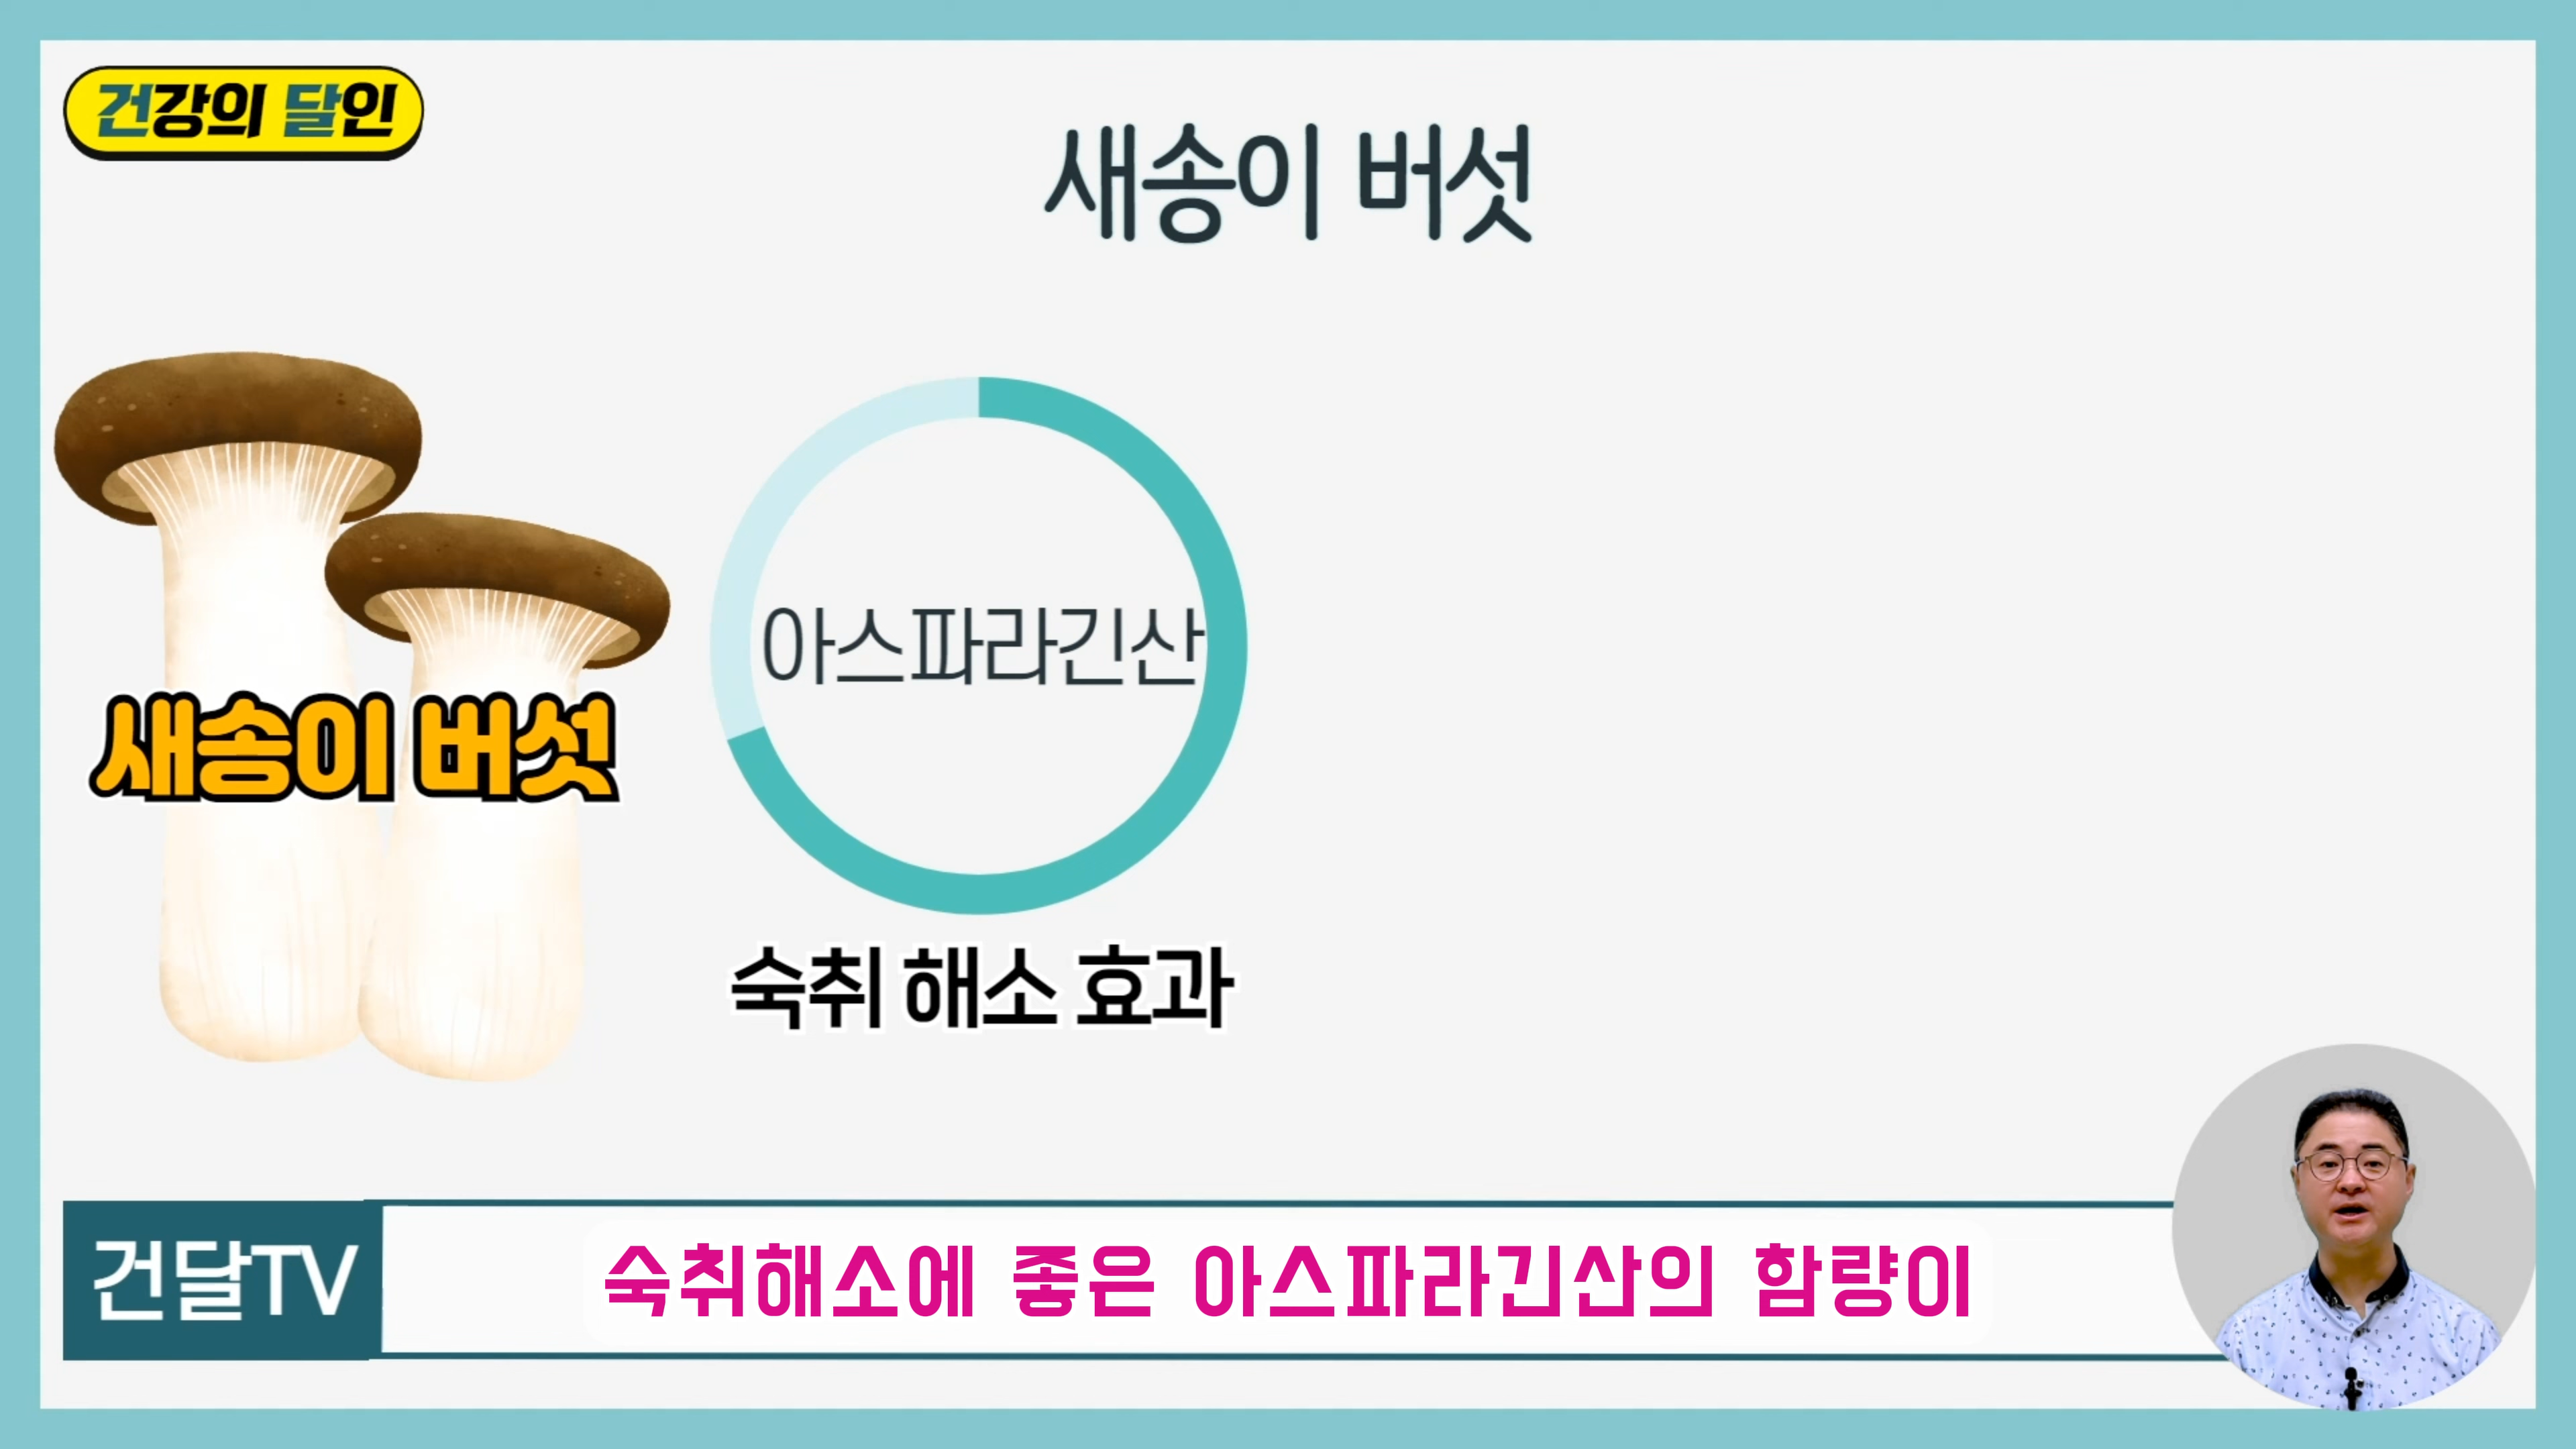 건강의 달인
새송이 버섯
아스파라긴산
새송이 버섯
숙취 해소 효과
건달TV
숙취해소에 좋은 아스파라긴산의 함량이